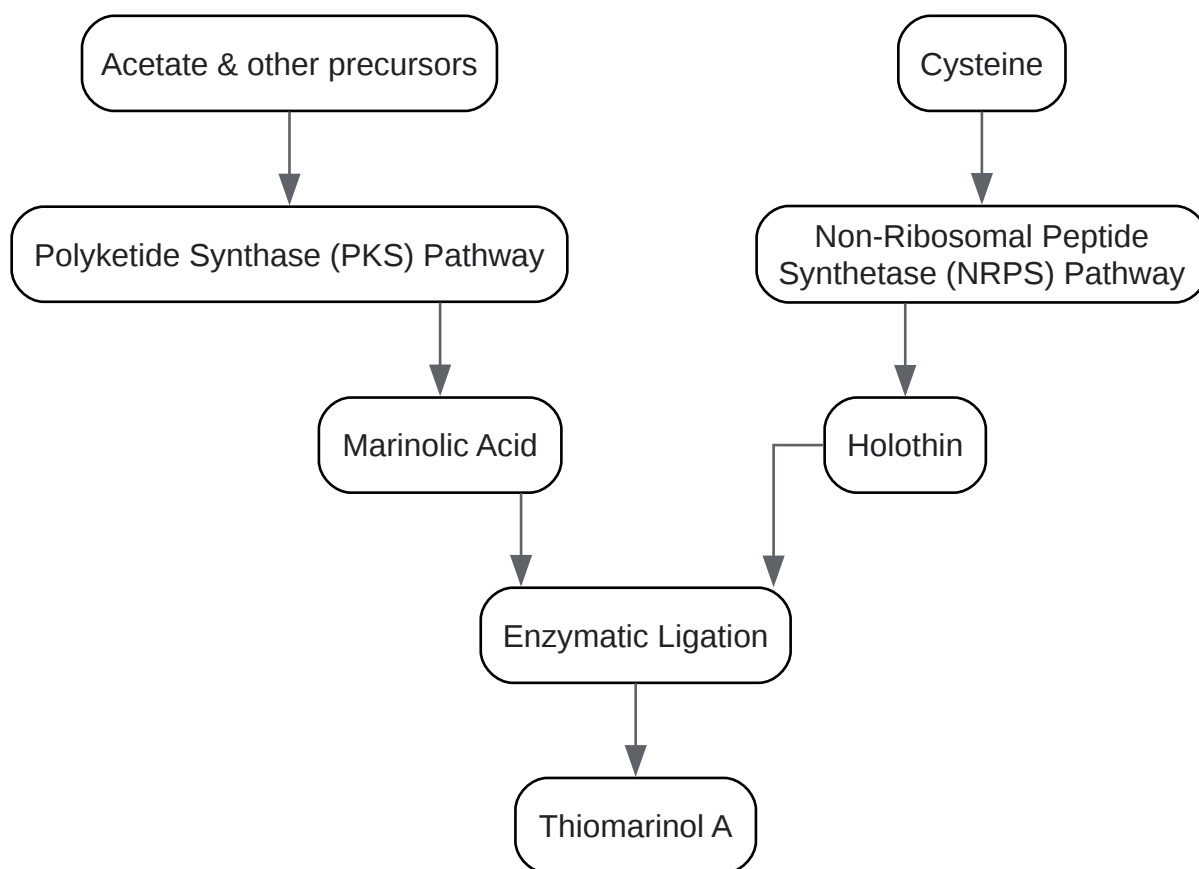 Acetate & other precursors
Cysteine
Polyketide Synthase (PKS) Pathway
Non-Ribosomal Peptide
Synthetase (NRPS) Pathway
Marinolic Acid
Holothin
Enzymatic Ligation
Thiomarinol A